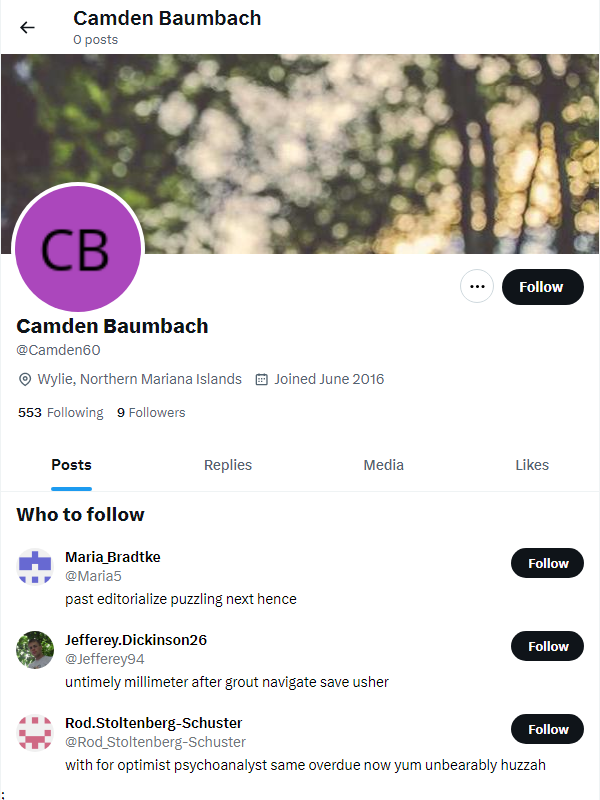 Camden Baumbach
0 posts
CB
Follow
Camden Baumbach
@Camden60
Wylie, Northern Mariana Islands Joined June 2016
553 Following 9 Followers
Posts Replies Media Likes
Who to follow
Maria_Bradtke
@Maria5
Follow
past editorialize puzzling next hence
Jefferey.Dickinson26
@Jefferey94
Follow
untimely millimeter after grout navigate save usher
Rod.Stoltenberg-Schuster
@Rod_Stoltenberg-Schuster
Follow
with for optimist psychoanalyst same overdue now yum unbearably huzzah
;